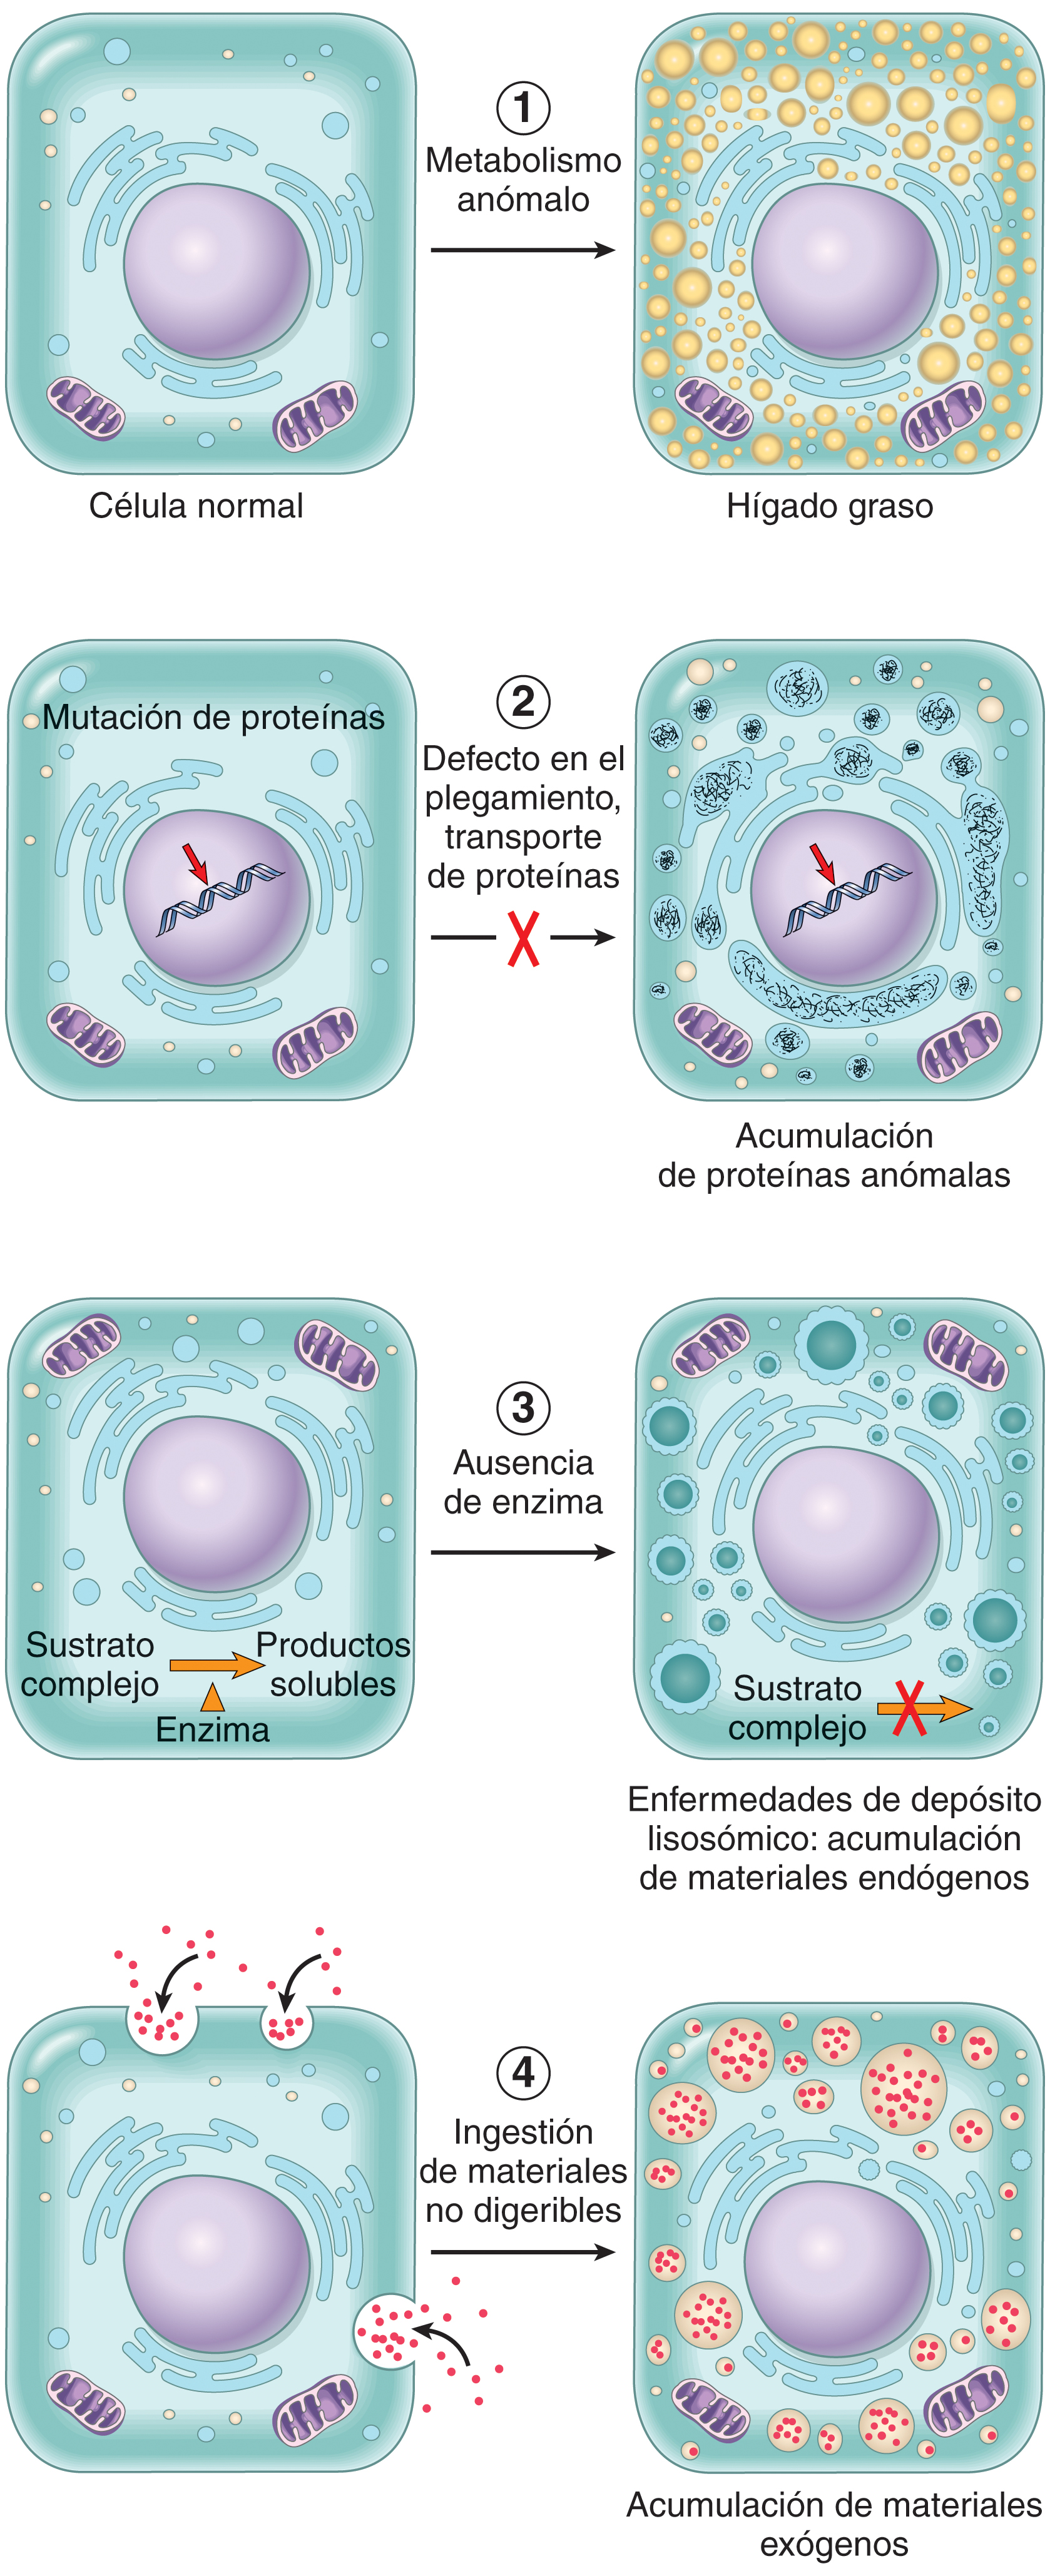 1
Metabolismo
anómalo
Célula normal
Hígado graso
Mutación de proteínas
2
Defecto en el
plegamiento,
transporte
de proteínas
Acumulación
de proteínas anómalas
3
Ausencia
de enzima
Sustrato
complejo
Productos
solubles
Enzima
Sustrato
complejo
Enfermedades de depósito
lisosómico: acumulación
de materiales endógenos
4
Ingestión
de materiales
no digeribles
Acumulación de materiales
exógenos